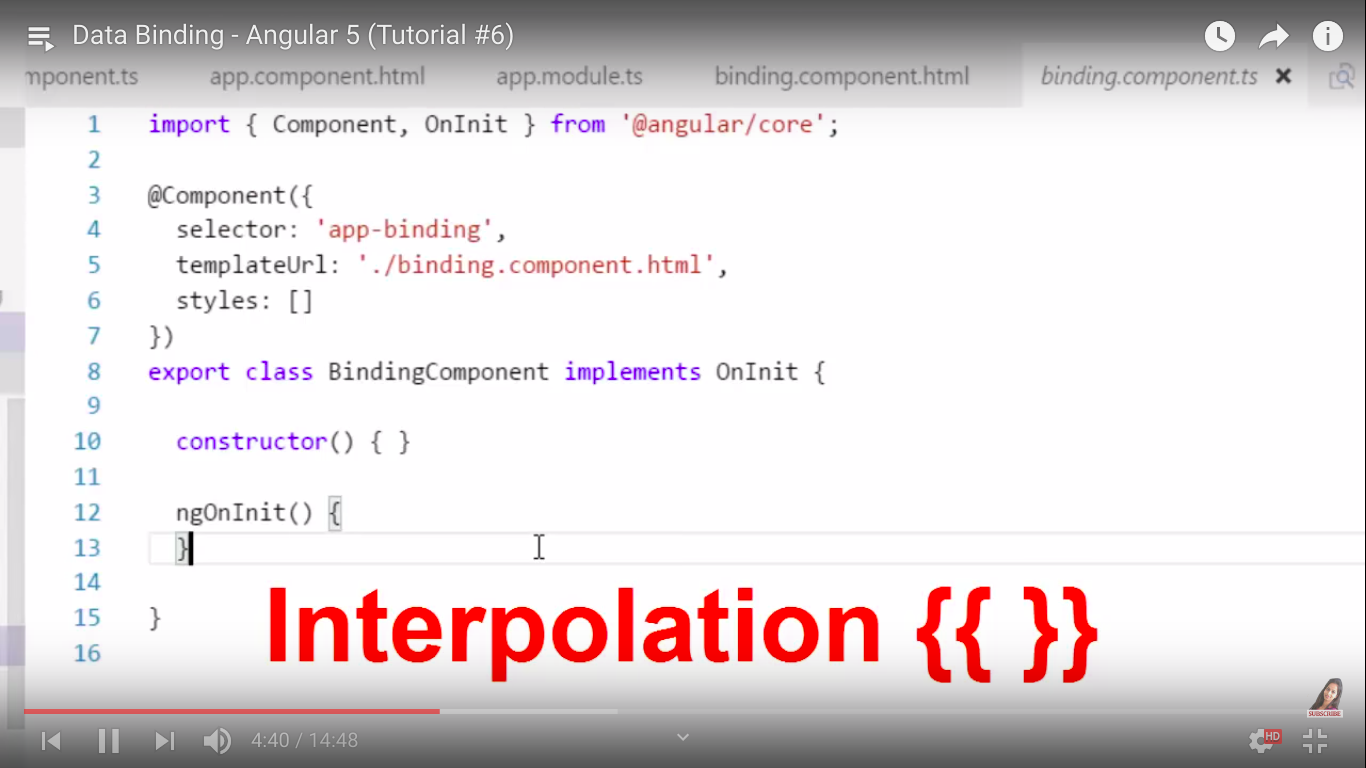 Data Binding - Angular 5 (Tutorial #6)
mponent.ts app.component.html app.module.ts binding.component.html binding.component.ts
1 import { Component, OnInit } from '@angular/core';
2
3 @Component({
4 selector: 'app-binding',
5 templateUrl: './binding.component.html',
6 styles: []
7 })
8 export class BindingComponent implements OnInit {
9
10 constructor() { }
11
12 ngOnInit() {
13 }
14
15 }
16
Interpolation {{ }}
SUBSCRIBE
4:40 / 14:48
HD